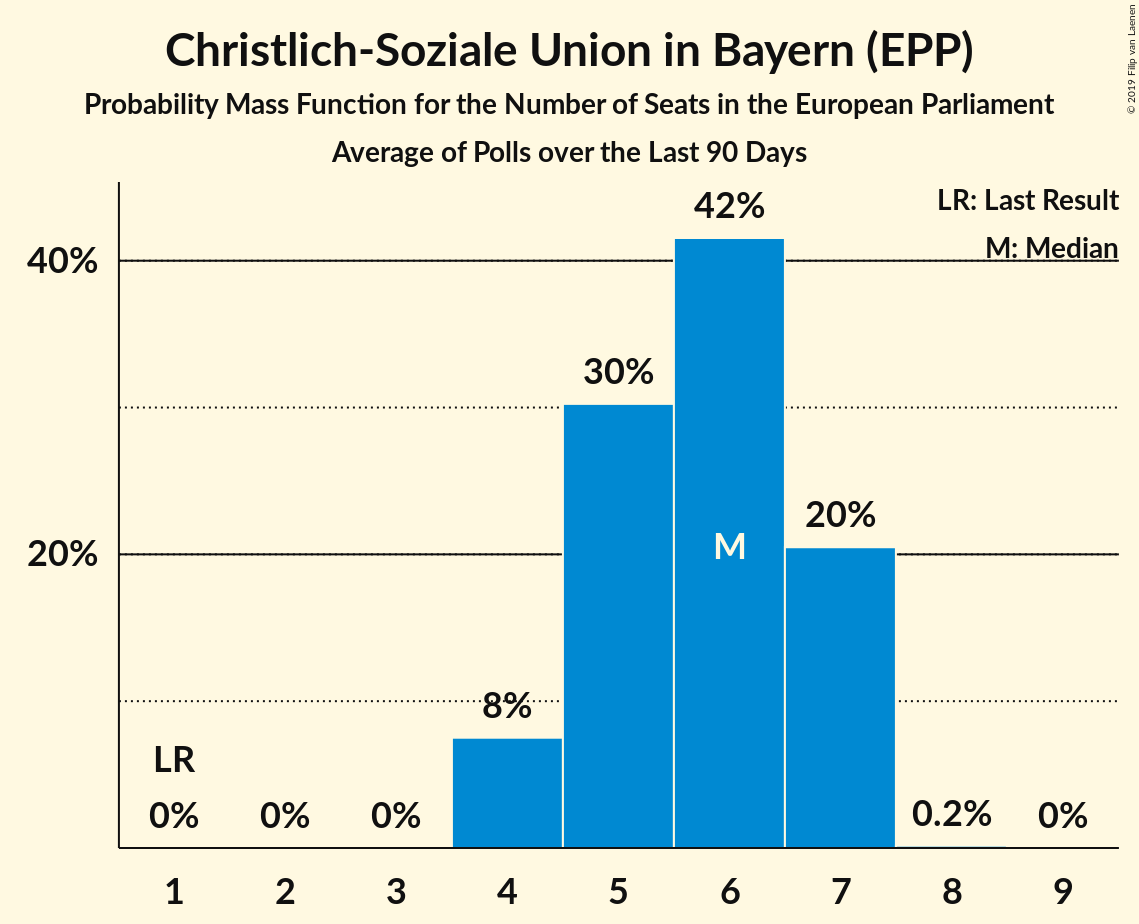 Christlich-Soziale Union in Bayern (EPP)
Probability Mass Function for the Number of Seats in the European Parliament
Average of Polls over the Last 90 Days
© 2019 Filip van Laenen
LR: Last Result
M: Median
42%
40%
30%
20%
M
20%
8%
LR
0%
0%
0%
0.2%
0%
1 2 3 4 5 6 7 8 9